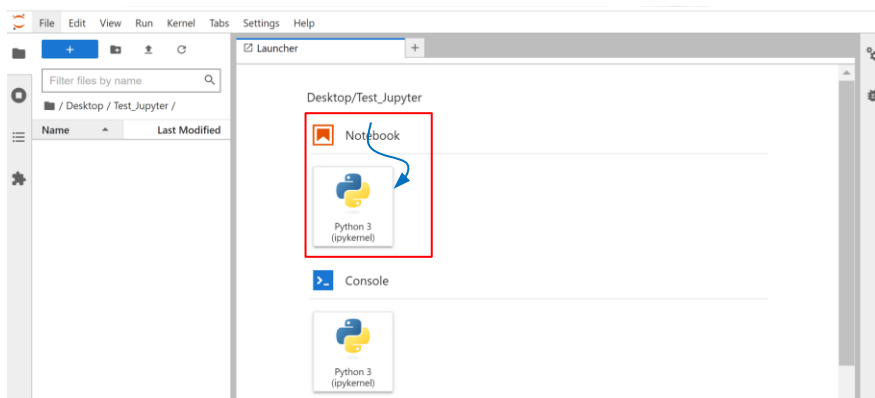 File Edit View Run Kernel Tabs Settings Help
+
Launcher
+
Filter files by name
/ Desktop / Test_Jupyter /
Name Last Modified
Desktop/Test_Jupyter
Notebook
Python 3
(ipykernel)
Console
Python 3
(ipykernel)